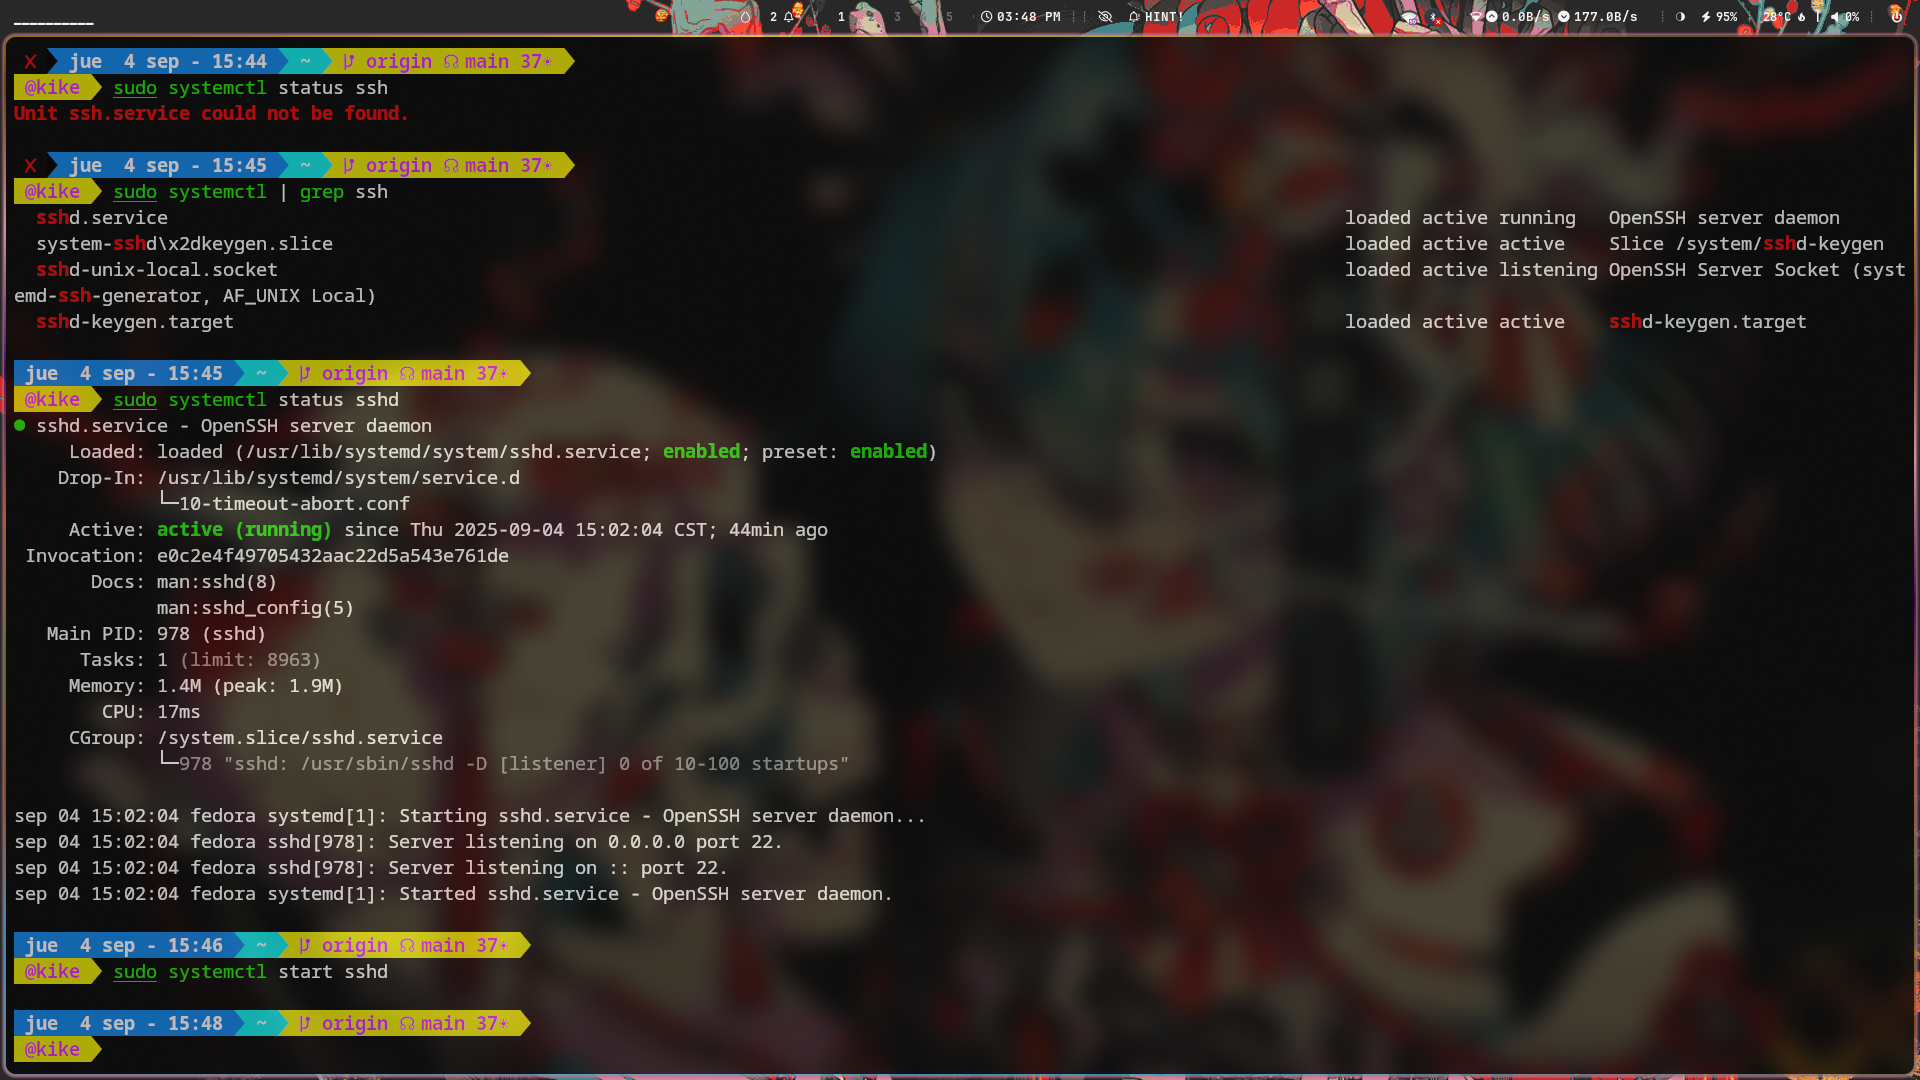 2 1 2 3 5 03:48 PM HINT! 0.0B/s 177.0B/s 95% 28°C 0%
X jue 4 sep - 15:44 ~ origin main 37
@kike sudo systemctl status ssh
Unit ssh.service could not be found.
X jue 4 sep - 15:45 ~ origin main 37
@kike sudo systemctl | grep ssh
sshd.service loaded active running OpenSSH server daemon
system-sshd\x2dkeygen.slice loaded active active Slice /system/sshd-keygen
sshd-unix-local.socket loaded active listening OpenSSH Server Socket (syst
emd-ssh-generator, AF_UNIX Local)
sshd-keygen.target loaded active active sshd-keygen.target
jue 4 sep - 15:45 ~ origin main 37
@kike sudo systemctl status sshd
● sshd.service - OpenSSH server daemon
Loaded: loaded (/usr/lib/systemd/system/sshd.service; enabled; preset: enabled)
Drop-In: /usr/lib/systemd/system/service.d
└─10-timeout-abort.conf
Active: active (running) since Thu 2025-09-04 15:02:04 CST; 44min ago
Invocation: e0c2e4f49705432aac22d5a543e761de
Docs: man:sshd(8)
man:sshd_config(5)
Main PID: 978 (sshd)
Tasks: 1 (limit: 8963)
Memory: 1.4M (peak: 1.9M)
CPU: 17ms
CGroup: /system.slice/sshd.service
└─978 "sshd: /usr/sbin/sshd -D [listener] 0 of 10-100 startups"
sep 04 15:02:04 fedora systemd[1]: Starting sshd.service - OpenSSH server daemon...
sep 04 15:02:04 fedora sshd[978]: Server listening on 0.0.0.0 port 22.
sep 04 15:02:04 fedora sshd[978]: Server listening on :: port 22.
sep 04 15:02:04 fedora systemd[1]: Started sshd.service - OpenSSH server daemon.
jue 4 sep - 15:46 ~ origin main 37
@kike sudo systemctl start sshd
jue 4 sep - 15:48 ~ origin main 37
@kike